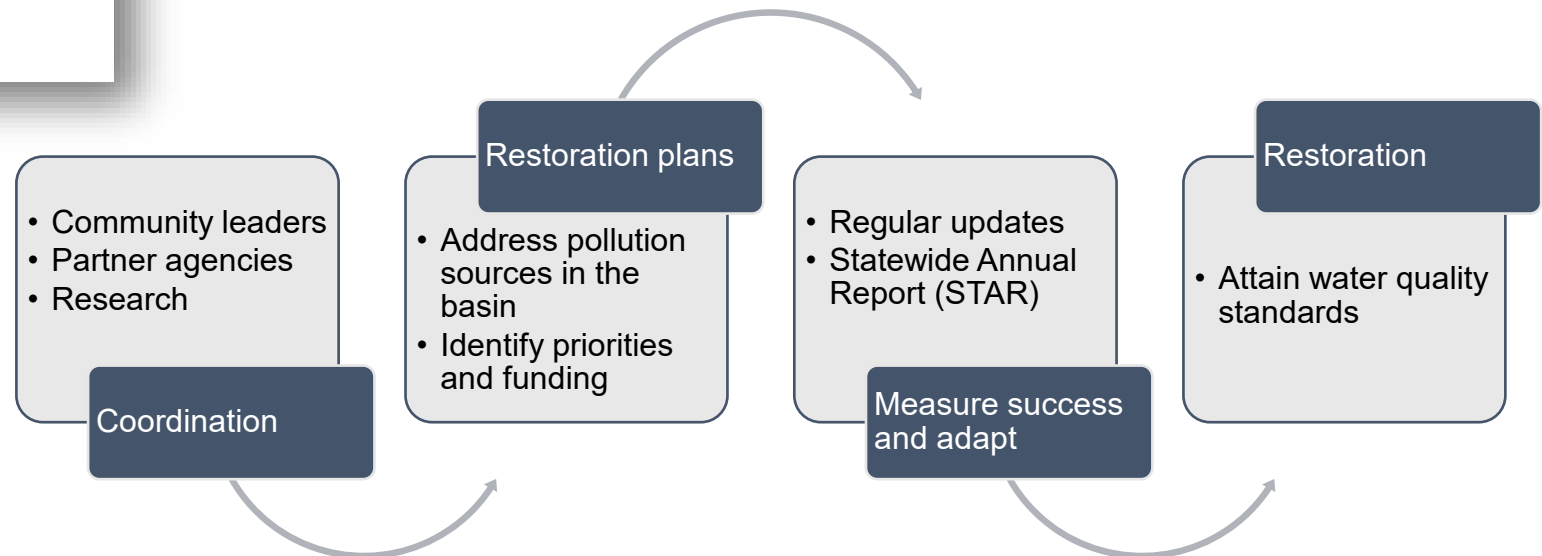 • Community leaders
• Partner agencies
• Research
Coordination
Restoration plans
• Address pollution
sources in the
basin
• Identify priorities
and funding
• Regular updates
• Statewide Annual
Report (STAR)
Measure success
and adapt
Restoration
• Attain water quality
standards